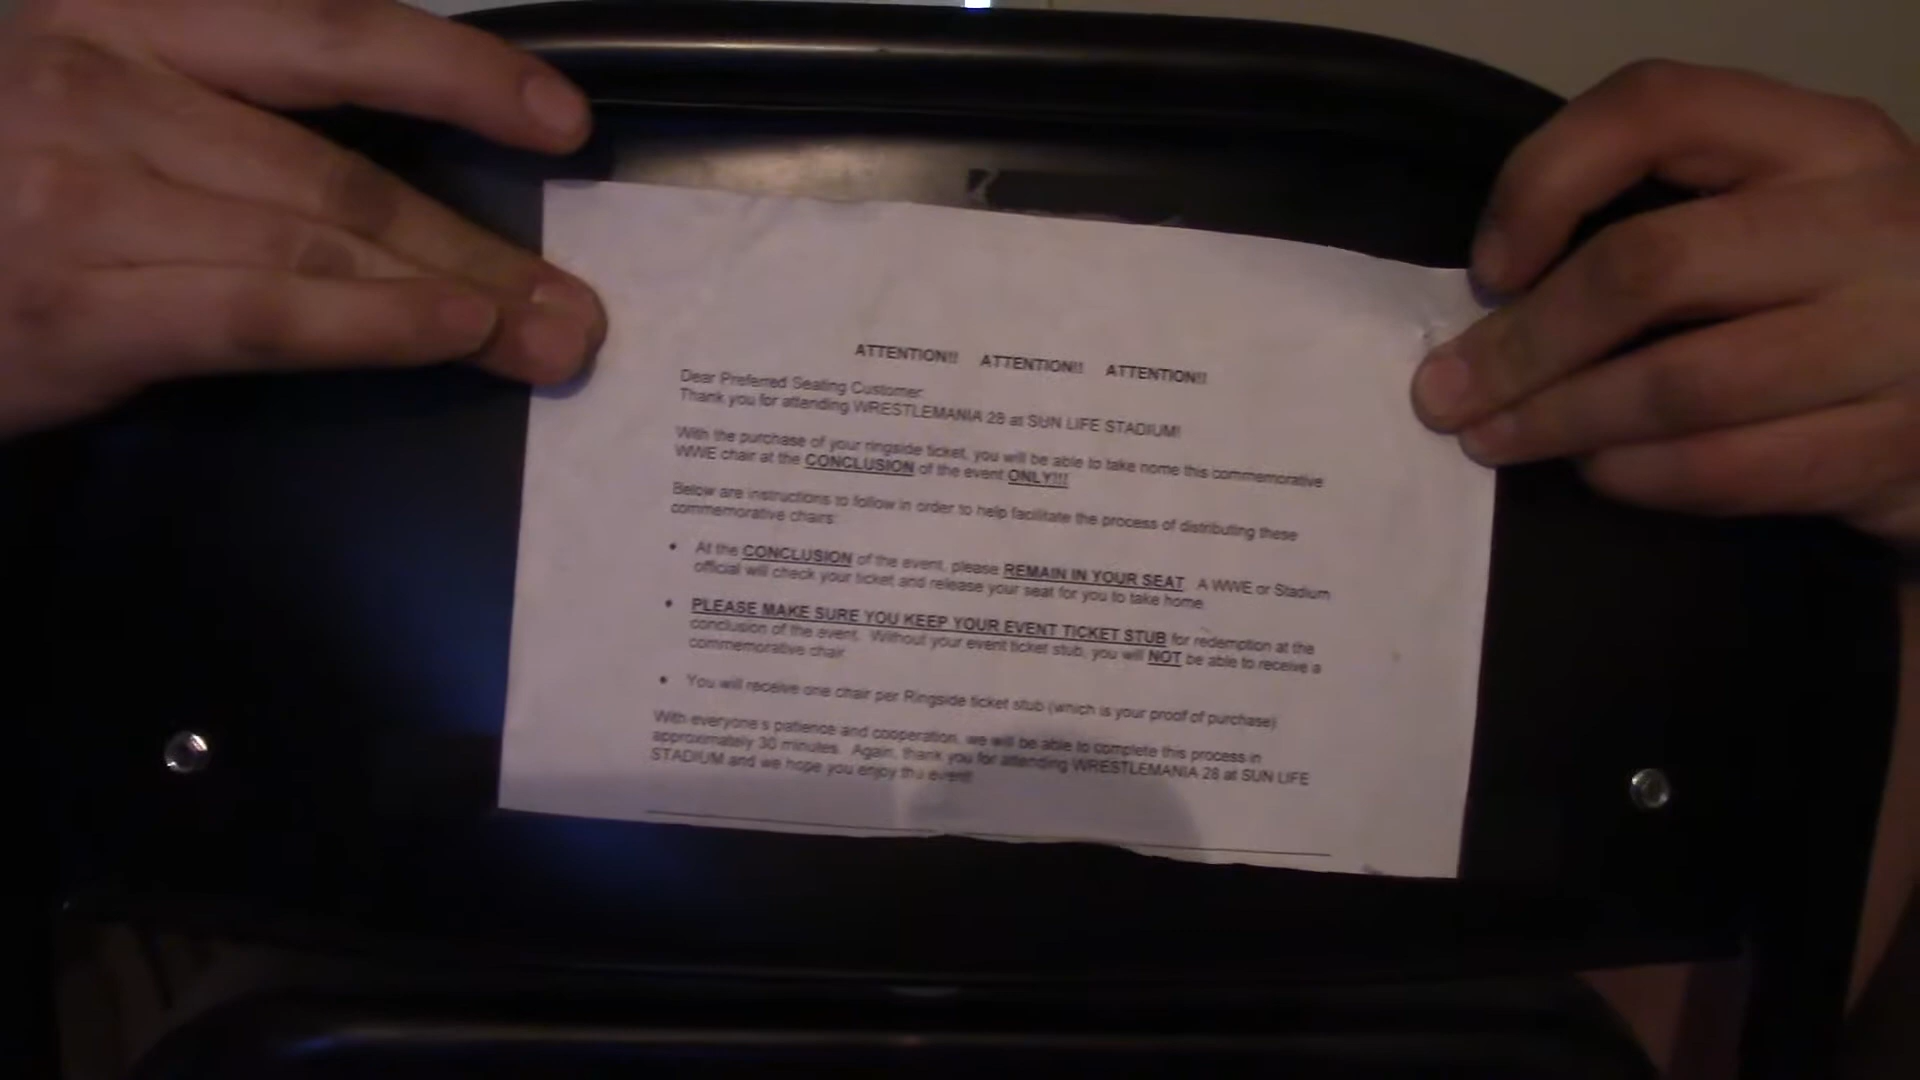 ATTENTION!! ATTENTION!! ATTENTION!!
Dear Preferred Seating Customer:
Thank you for attending WRESTLEMANIA 28 at SUN LIFE STADIUM!
With the purchase of your ringside ticket, you will be able to take home this commemorative
WWE chair at the CONCLUSION of the event ONLY!!!
Below are instructions to follow in order to help facilitate the process of distributing these
commemorative chairs:
• At the CONCLUSION of the event, please REMAIN IN YOUR SEAT. A WWE or Stadium
official will check your ticket and release your seat for you to take home.
• PLEASE MAKE SURE YOU KEEP YOUR EVENT TICKET STUB for redemption at the
conclusion of the event. Without your event ticket stub, you will NOT be able to receive a
commemorative chair.
• You will receive one chair per Ringside ticket stub (which is your proof of purchase)
With everyone's patience and cooperation, we will be able to complete this process in
approximately 30 minutes. Again, thank you for attending WRESTLEMANIA 28 at SUN LIFE
STADIUM and we hope you enjoy the event!